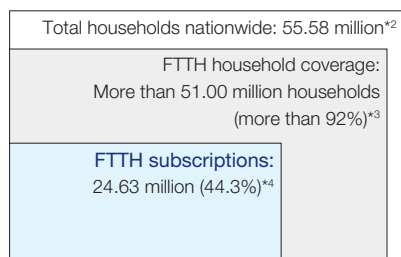 Total households nationwide: 55.58 million*2
FTTH household coverage:
More than 51.00 million households
(more than 92%)*3
FTTH subscriptions:
24.63 million (44.3%)*4